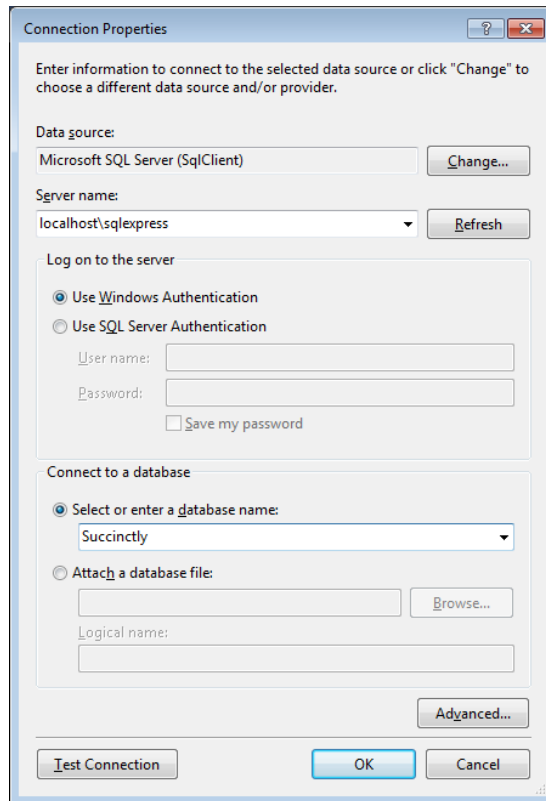 Connection Properties
Enter information to connect to the selected data source or click "Change" to
choose a different data source and/or provider.
Data source:
Microsoft SQL Server (SqlClient)
Change...
Server name:
localhost\sqlexpress
Refresh
Log on to the server
Use Windows Authentication
Use SQL Server Authentication
User name:
Password:
Save my password
Connect to a database
Select or enter a database name:
Succinctly
Attach a database file:
Browse...
Logical name:
Advanced...
Test Connection
OK
Cancel